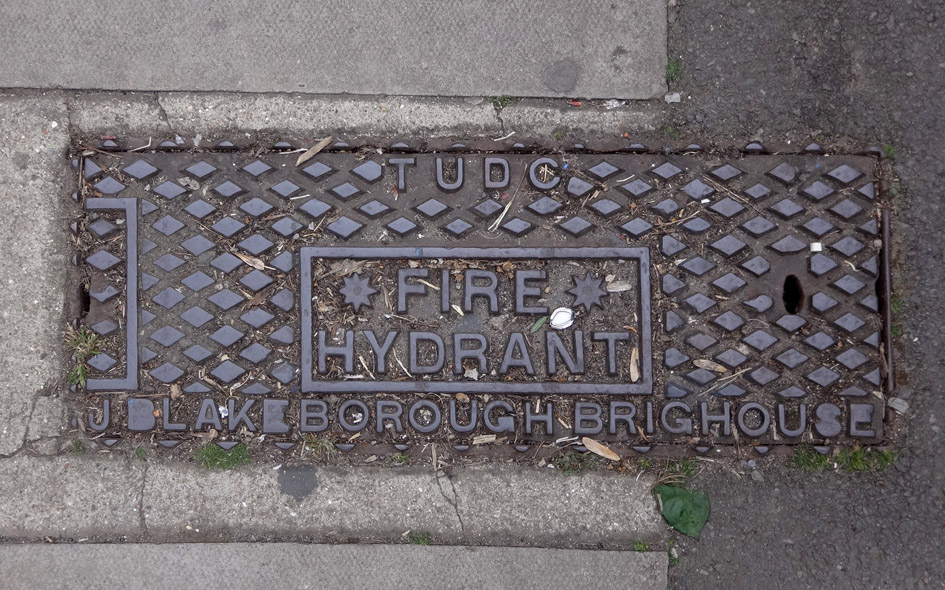 TUDC
FIRE
HYDRANT
J BLAKEBOROUGH BRIGHOUSE